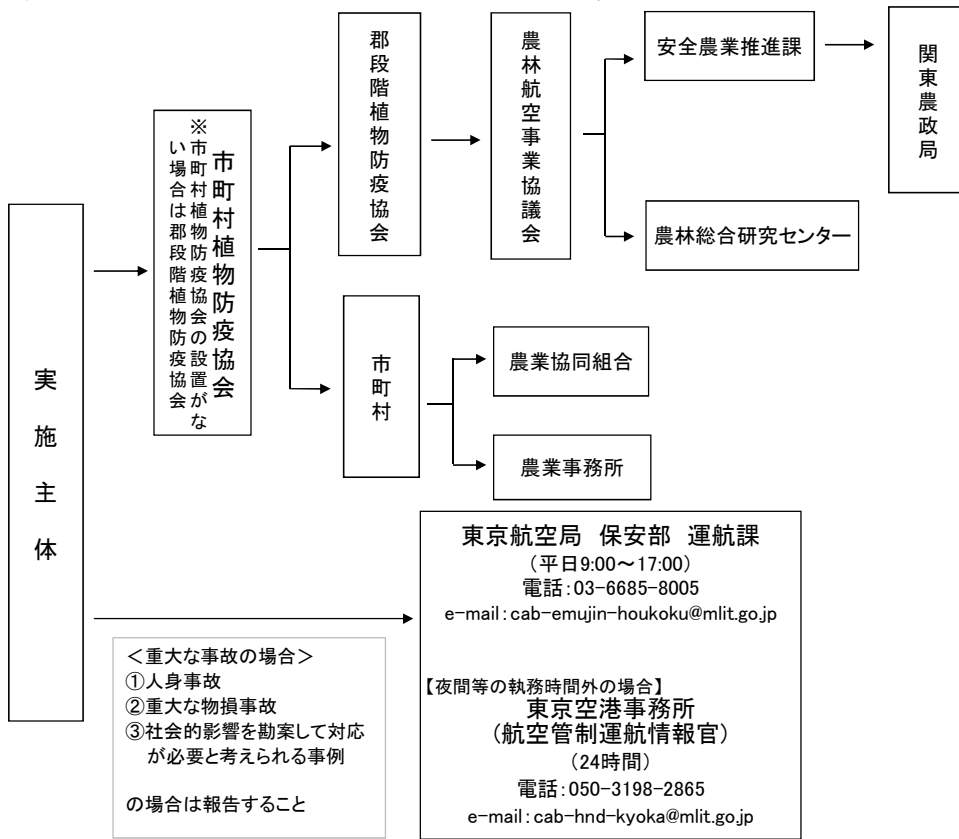 実施主体
市町村植物防疫協会
※市町村植物防疫協会の設置がな
い場合は郡段階植物防疫協会
郡段階植物防疫協会
農林航空事業協議会
安全農業推進課
関東農政局
農林総合研究センター
市町村
農業協同組合
農業事務所
東京航空局 保安部 運航課
(平日9:00~17:00)
電話:03-6685-8005
e-mail:cab-emujin-houkoku@mlit.go.jp
【夜間等の執務時間外の場合】
東京空港事務所
(航空管制運航情報官)
(24時間)
電話:050-3198-2865
e-mail:cab-hnd-kyoka@mlit.go.jp
<重大な事故の場合>
①人身事故
②重大な物損事故
③社会的影響を勘案して対応
が必要と考えられる事例
の場合は報告すること